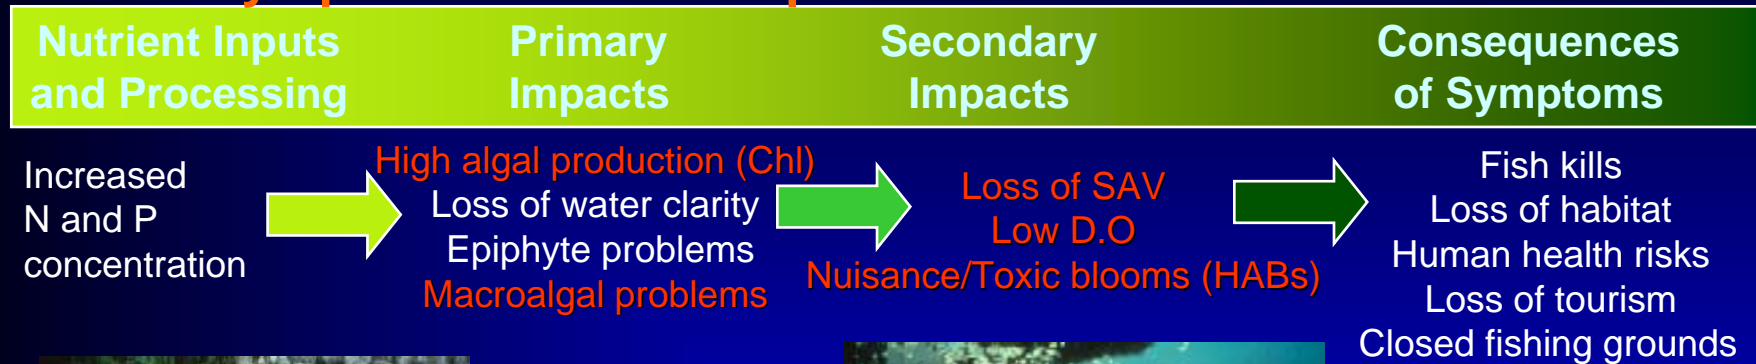 Nutrient Inputs
and Processing
Primary
Impacts
Secondary
Impacts
Consequences
of Symptoms
Increased
N and P
concentration
High algal production (Chl)
Loss of water clarity
Epiphyte problems
Macroalgal problems
Loss of SAV
Low D.O
Nuisance/Toxic blooms (HABs)
Fish kills
Loss of habitat
Human health risks
Loss of tourism
Closed fishing grounds